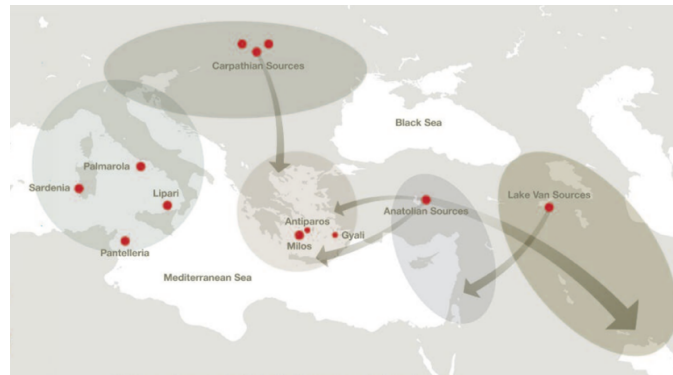 Carpathian Sources
Black Sea
Palmarola
Sardenia
Lipari
Pantelleria
Lake Van Sources
Anatolian Sources
Antiparos
Gyali
Milos
Mediterranean Sea